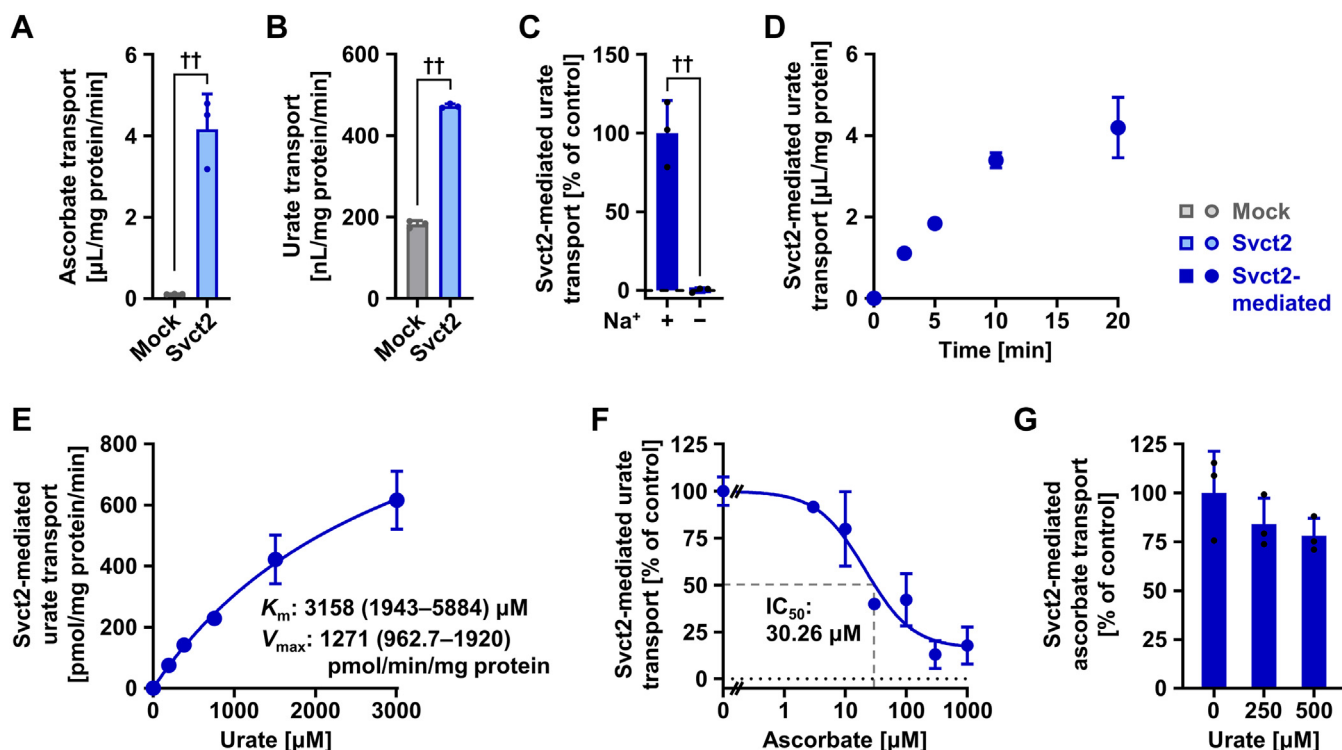 A
Ascorbate transport
[µL/mg protein/min]
6
4
2
0
††
Mock
Svct2
B
Urate transport
[nL/mg protein/min]
600
400
200
0
††
Mock
Svct2
C
Svct2-mediated urate
transport [% of control]
150
100
50
0
††
Na⁺
+
−
D
Svct2-mediated urate
transport [µL/mg protein]
6
4
2
0
0
5
10
15
20
Time [min]
Mock
Svct2
Svct2-
mediated
E
Svct2-mediated
urate transport
[pmol/mg protein/min]
800
600
400
200
0
Km: 3158 (1943–5884) µM
Vmax: 1271 (962.7–1920)
pmol/min/mg protein
0
1000
2000
3000
Urate [µM]
F
Svct2-mediated urate
transport [% of control]
125
100
75
50
25
0
IC50:
30.26 µM
0
1
10
100
1000
Ascorbate [µM]
G
Svct2-mediated
ascorbate transport
[% of control]
125
100
75
50
25
0
0
250
500
Urate [µM]